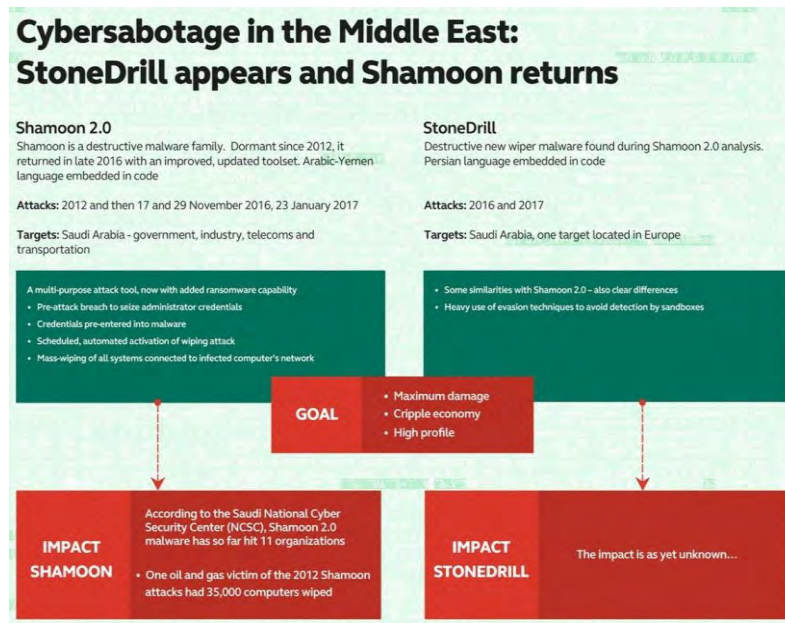 Cybersabotage in the Middle East:
StoneDrill appears and Shamoon returns
Shamoon 2.0
Shamoon is a destructive malware family. Dormant since 2012, it
returned in late 2016 with an improved, updated toolset. Arabic-Yemen
language embedded in code
Attacks: 2012 and then 17 and 29 November 2016, 23 January 2017
Targets: Saudi Arabia - government, industry, telecoms and
transportation
StoneDrill
Destructive new wiper malware found during Shamoon 2.0 analysis.
Persian language embedded in code
Attacks: 2016 and 2017
Targets: Saudi Arabia, one target located in Europe
A multi-purpose attack tool, now with added ransomware capability
• Pre-attack breach to seize administrator credentials
• Credentials pre-entered into malware
• Scheduled, automated activation of wiping attack
• Mass-wiping of all systems connected to infected computer's network
• Some similarities with Shamoon 2.0 – also clear differences
• Heavy use of evasion techniques to avoid detection by sandboxes
GOAL
• Maximum damage
• Cripple economy
• High profile
IMPACT
SHAMOON
According to the Saudi National Cyber
Security Center (NCSC), Shamoon 2.0
malware has so far hit 11 organizations
• One oil and gas victim of the 2012 Shamoon
attacks had 35,000 computers wiped
IMPACT
STONEDRILL
The impact is as yet unknown...